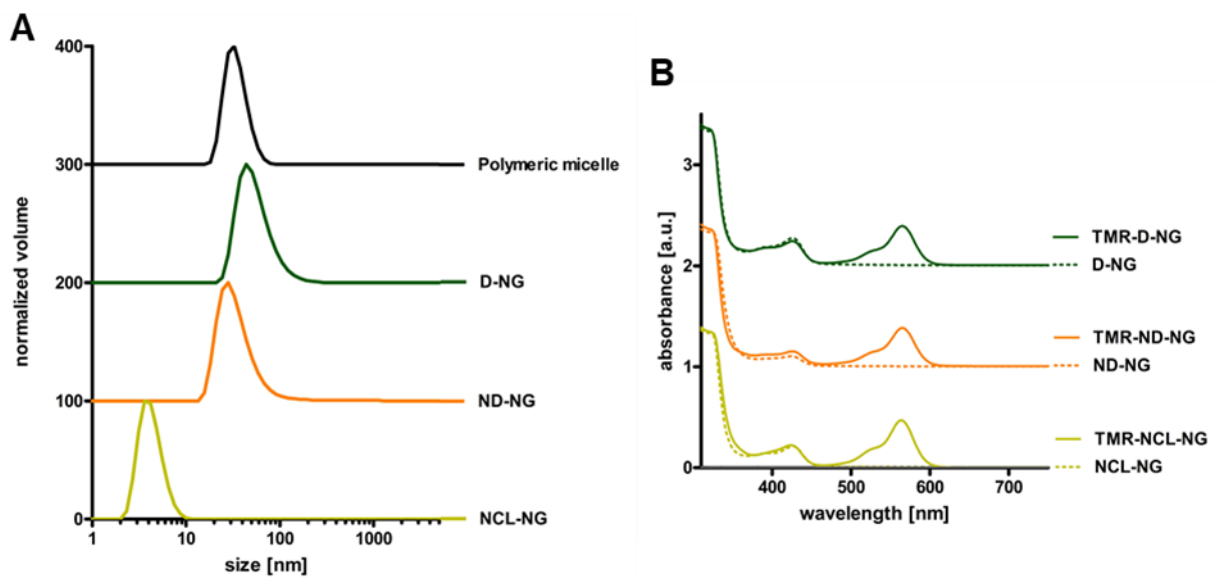 A
400
300
200
100
0
normalized volume
1
10
100
1000
size [nm]
Polymeric micelle
D-NG
ND-NG
NCL-NG
B
3
2
1
0
absorbance [a.u.]
400
500
600
700
wavelength [nm]
TMR-D-NG
D-NG
TMR-ND-NG
ND-NG
TMR-NCL-NG
NCL-NG